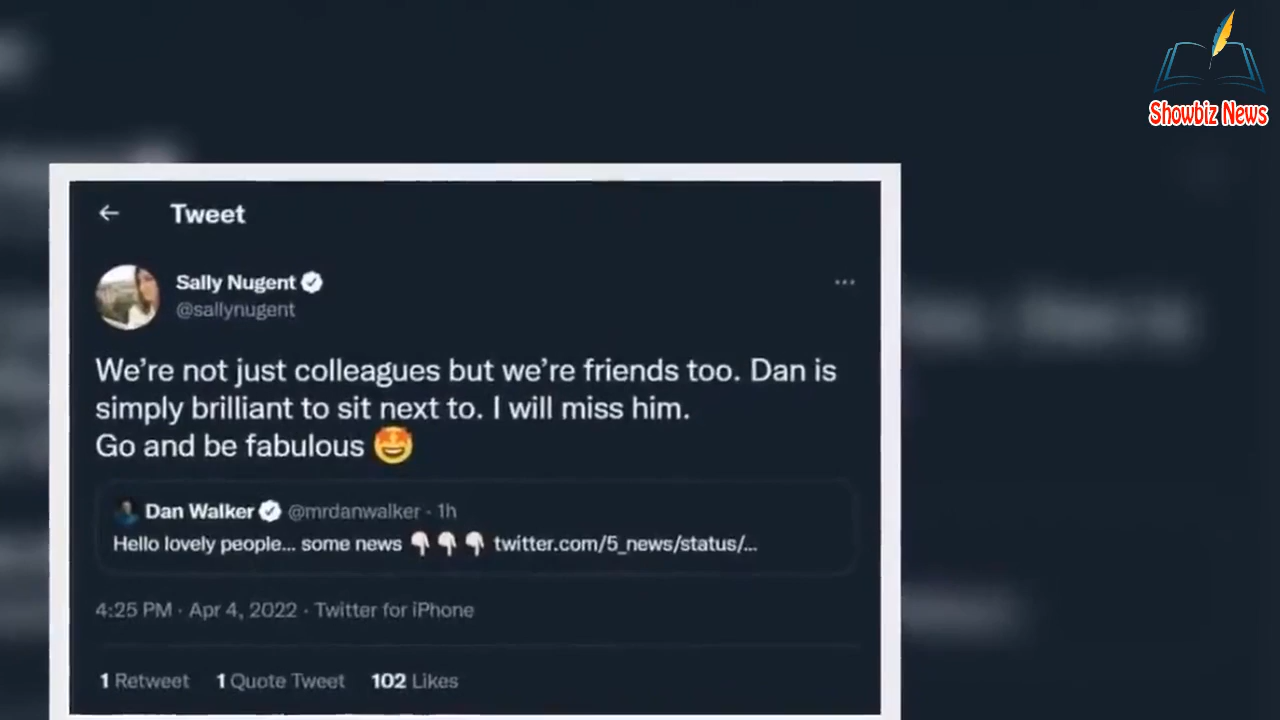 Showbiz News
← Tweet
Sally Nugent
@sallynugent
We’re not just colleagues but we’re friends too. Dan is
simply brilliant to sit next to. I will miss him.
Go and be fabulous 🤩
Dan Walker @mrdanwalker · 1h
Hello lovely people... some news 👇🏻👇🏻👇🏻 twitter.com/5_news/status/...
4:25 PM · Apr 4, 2022 · Twitter for iPhone
1 Retweet 1 Quote Tweet 102 Likes